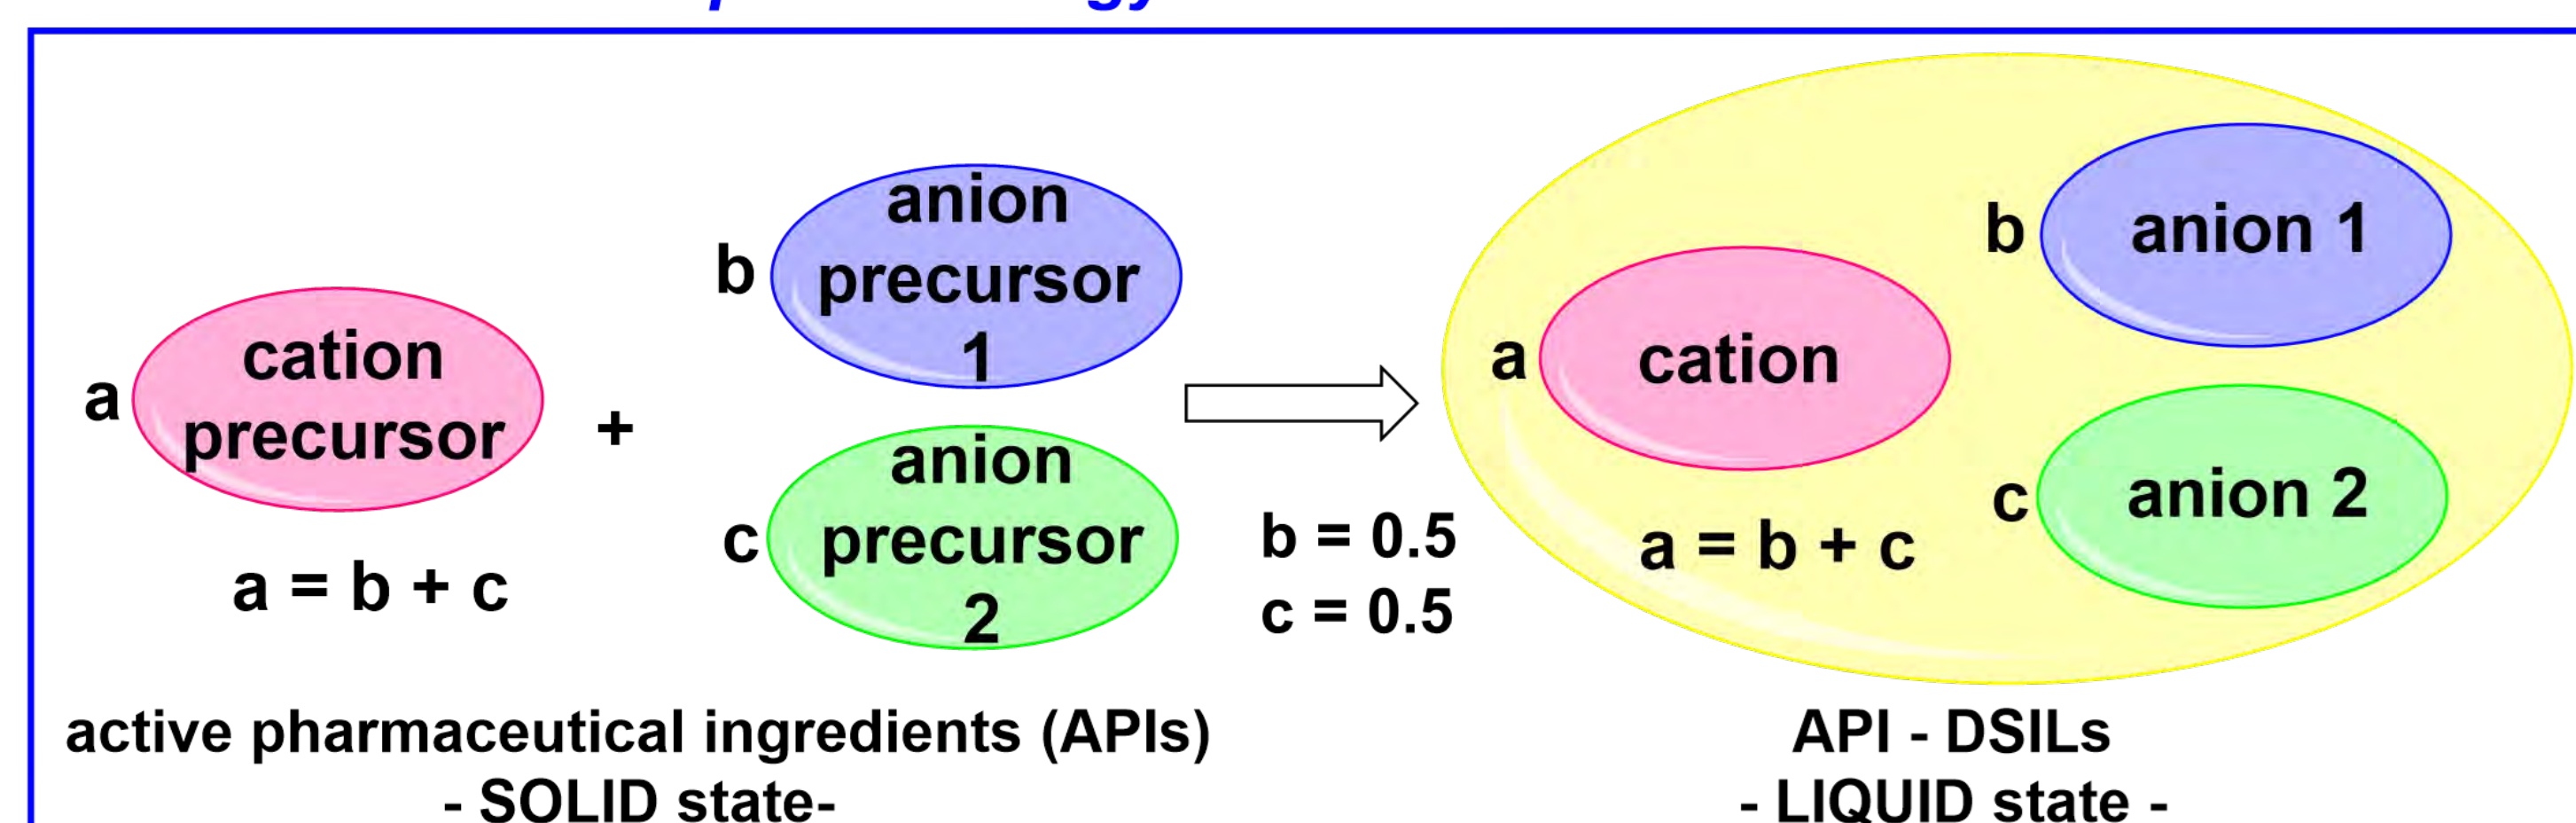 a
cation
precursor
a = b + c
+
b
anion
precursor
1
c
anion
precursor
2
b = 0.5
c = 0.5
a
cation
a = b + c
b
anion 1
c
anion 2
active pharmaceutical ingredients (APIs)
- SOLID state-
API - DSILs
- LIQUID state -